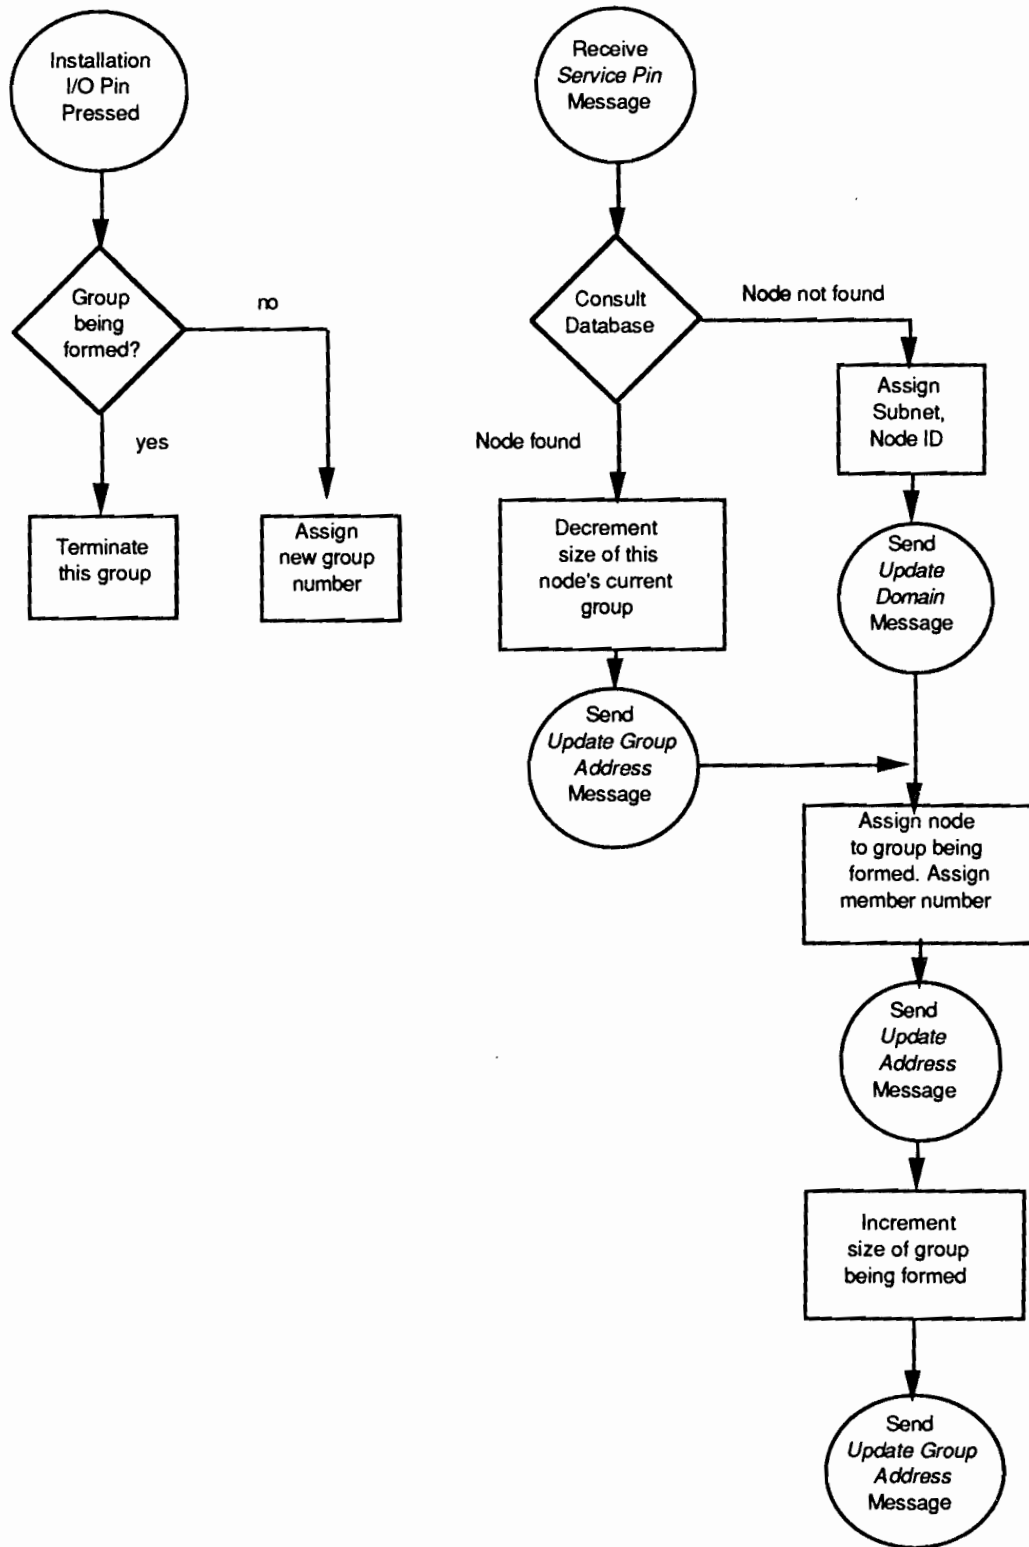 Installation
I/O Pin
Pressed
Group
being
formed?
no
yes
Terminate
this group
Assign
new group
number
Receive
Service Pin
Message
Consult
Database
Node not found
Node found
Assign
Subnet,
Node ID
Decrement
size of this
node's current
group
Send
Update
Domain
Message
Send
Update Group
Address
Message
Assign node
to group being
formed. Assign
member number
Send
Update
Address
Message
Increment
size of group
being formed
Send
Update Group
Address
Message